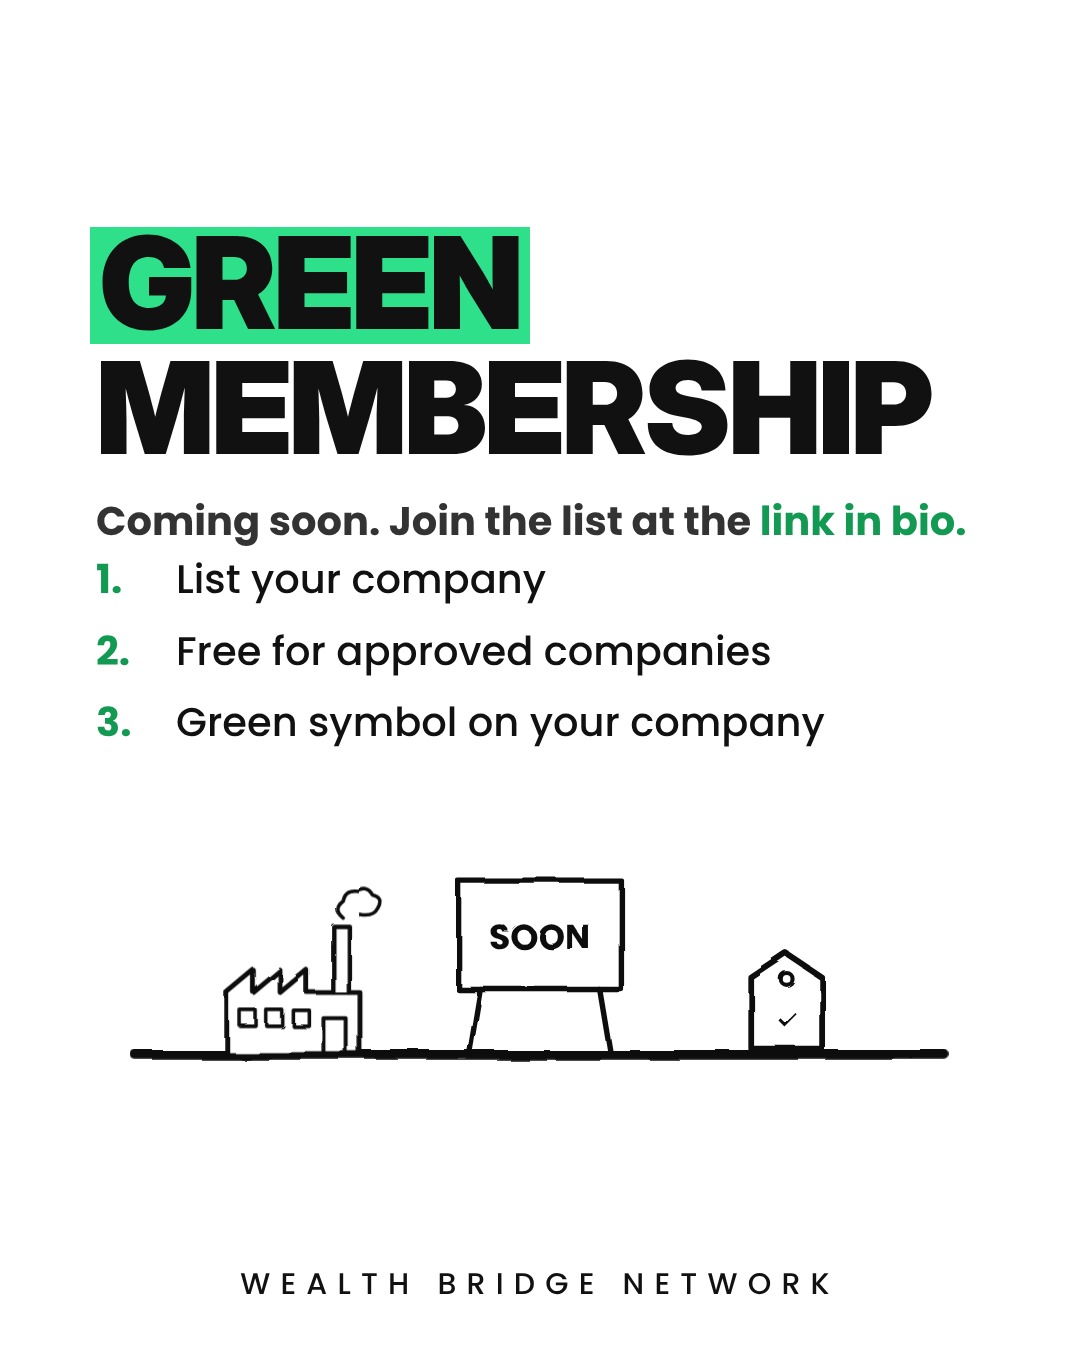 GREEN
MEMBERSHIP
Coming soon. Join the list at the link in bio.
1. List your company
2. Free for approved companies
3. Green symbol on your company
SOON
WEALTH BRIDGE NETWORK